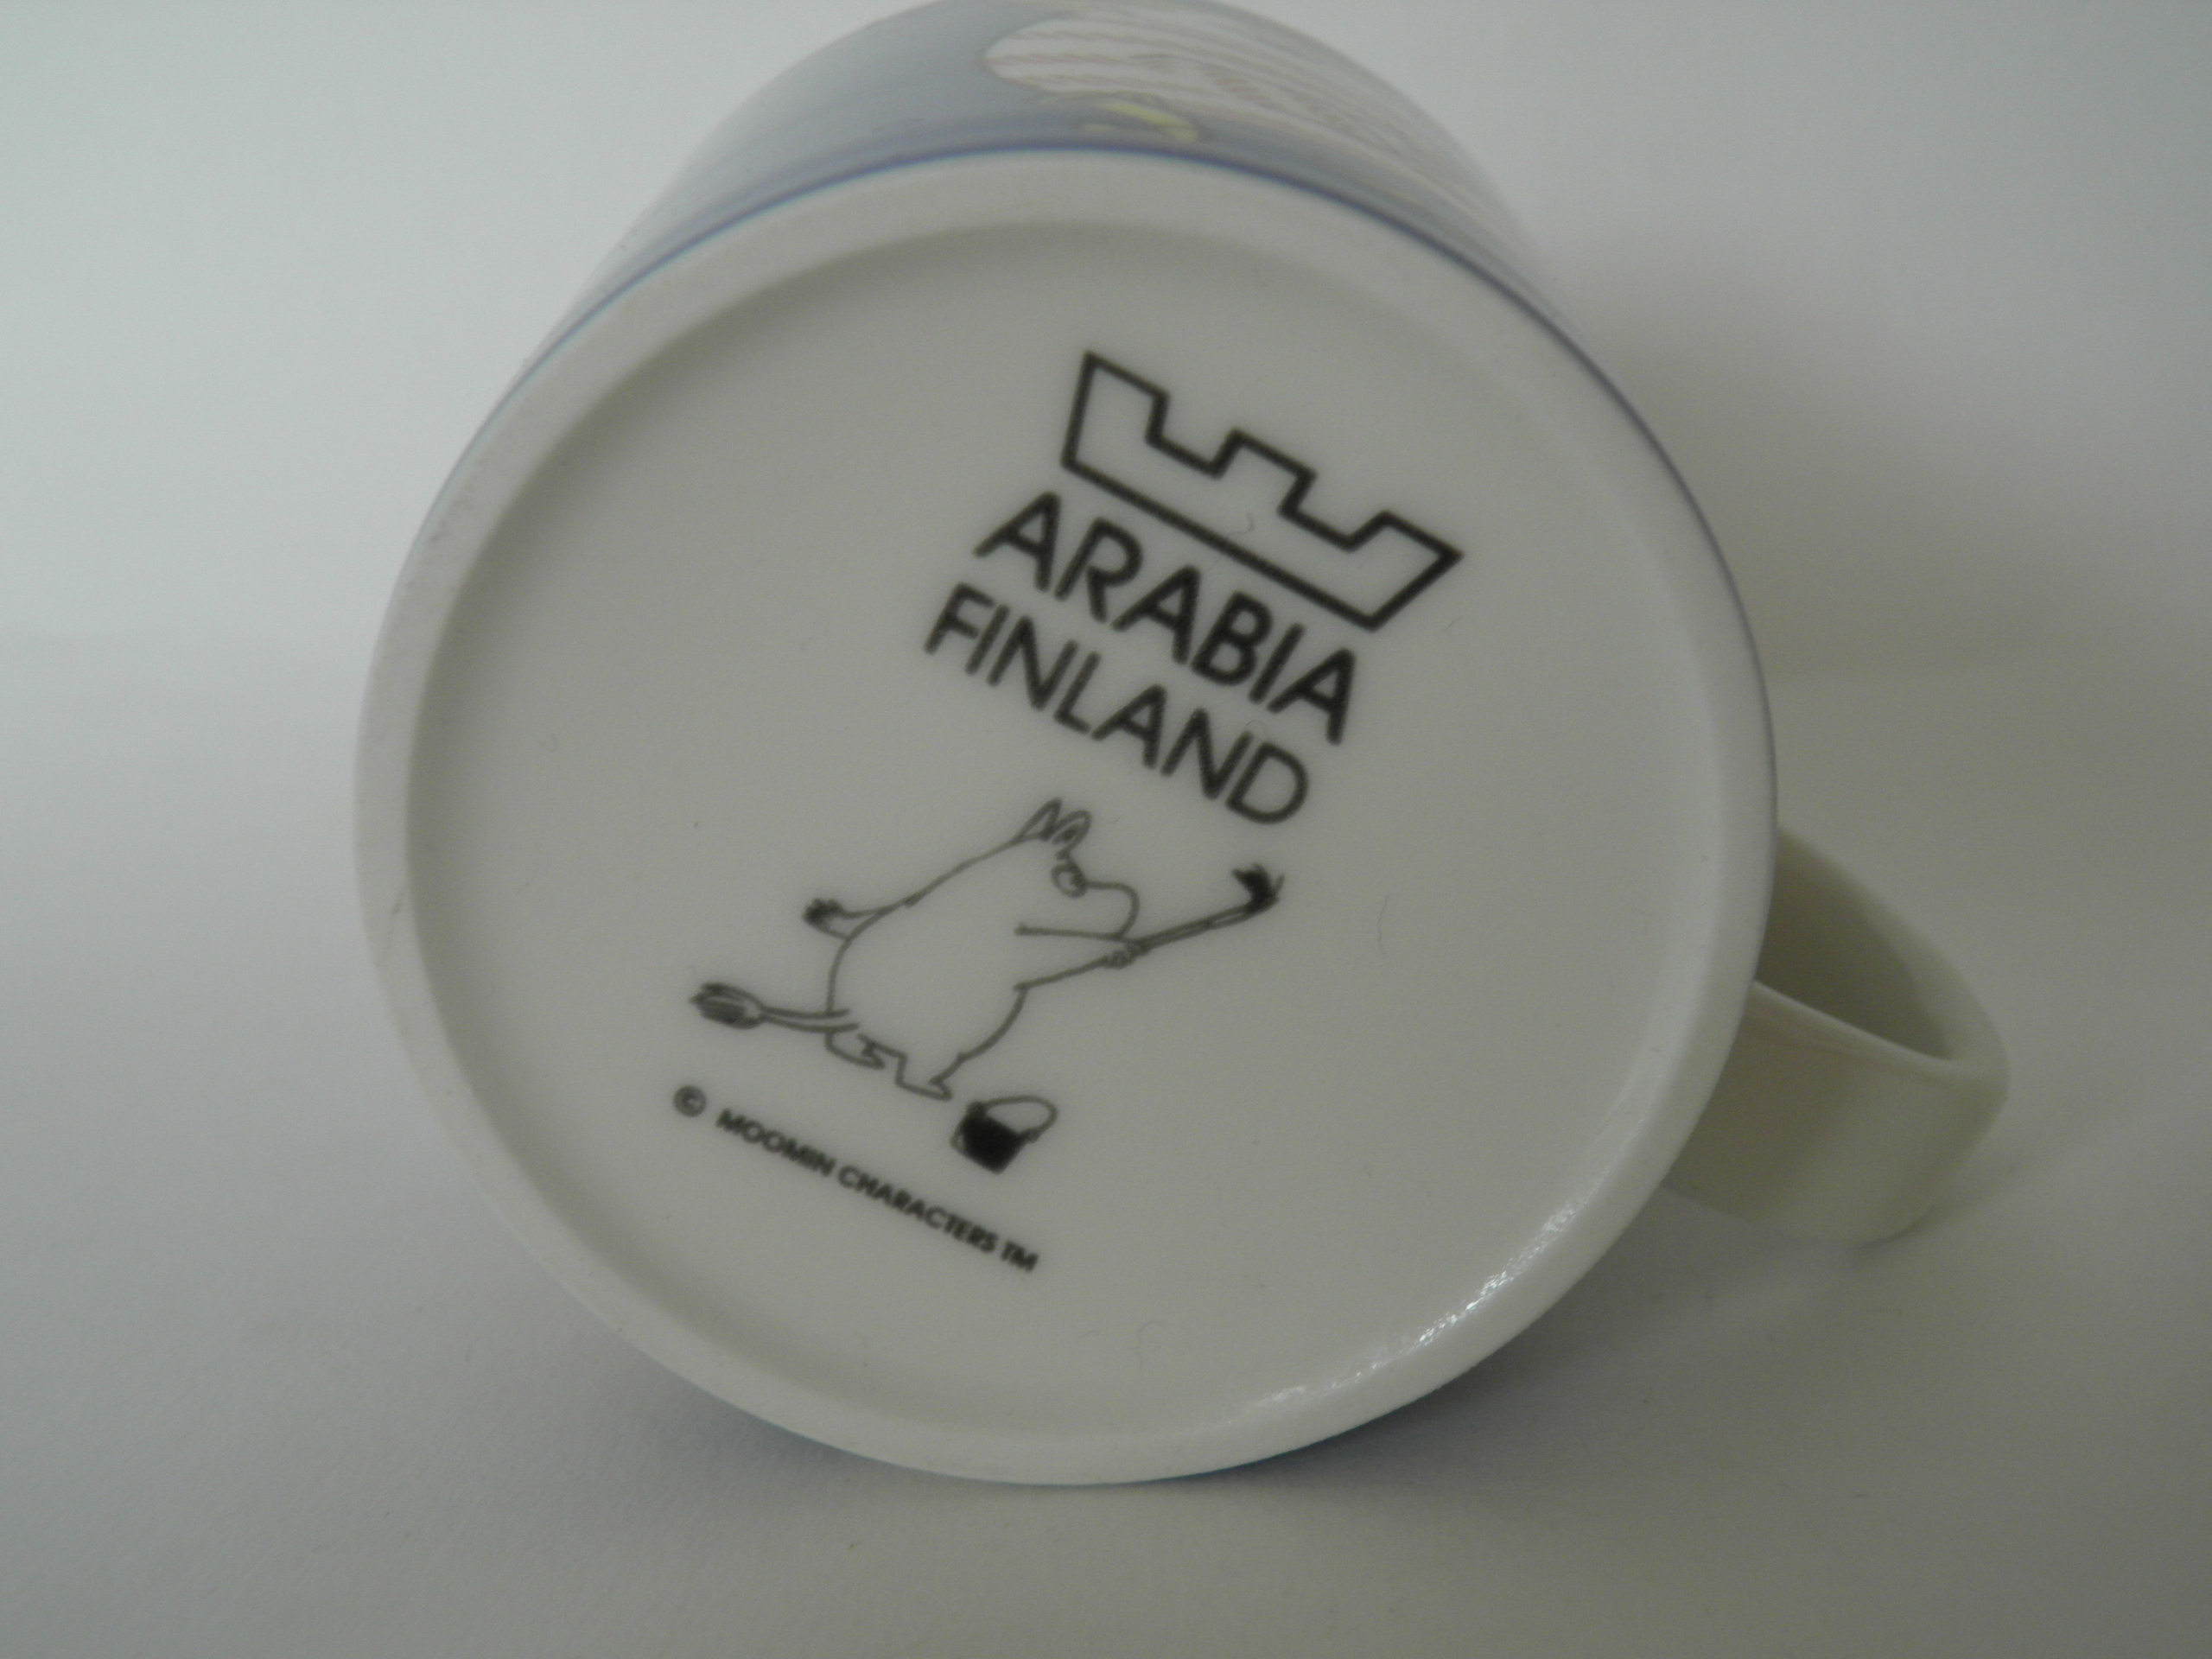 ARABIA
FINLAND
© MOOMIN CHARACTERS TM